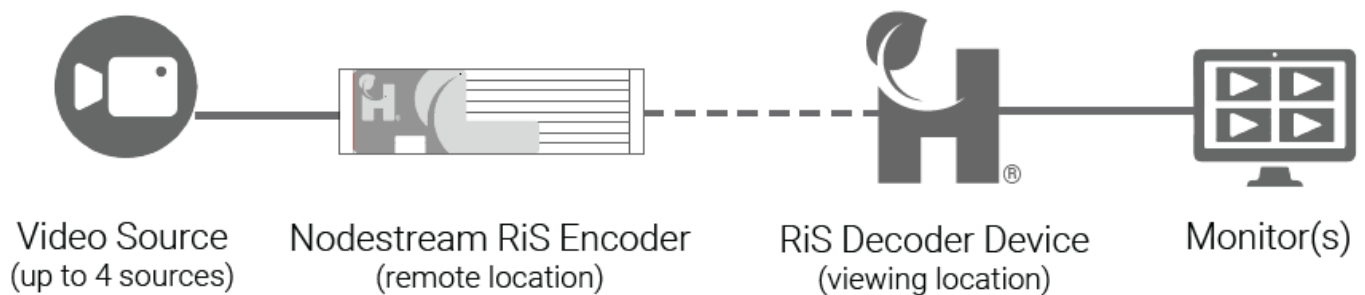 H
H
®
Video Source
(up to 4 sources)
Nodestream RiS Encoder
(remote location)
RiS Decoder Device
(viewing location)
Monitor(s)